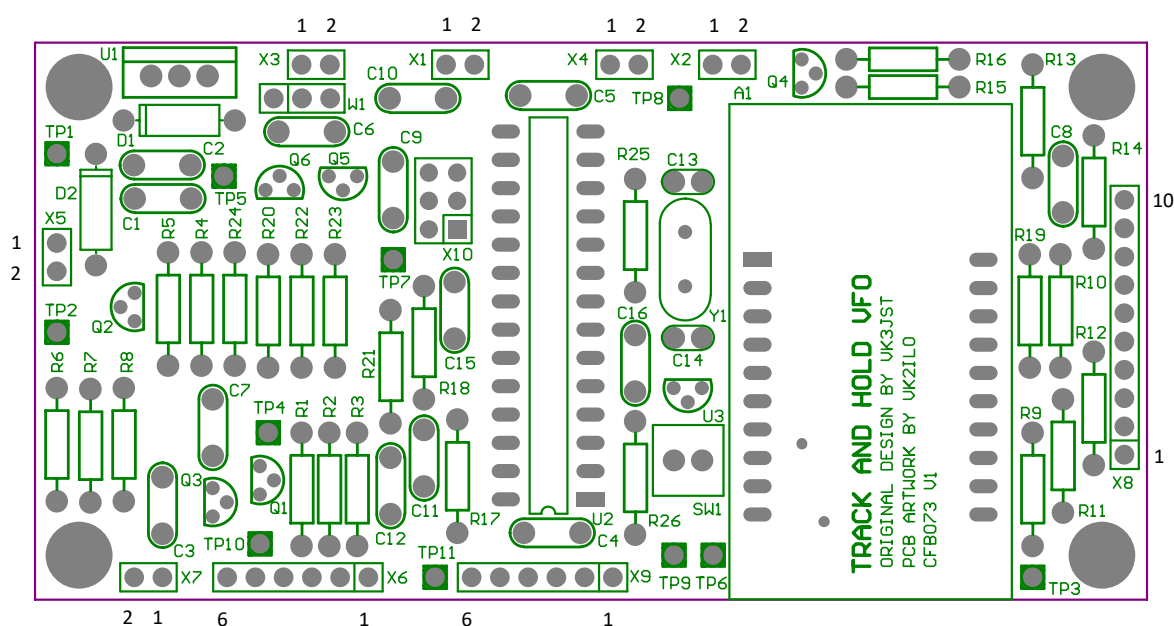 1 2
1 2
1 2
1 2
U1
X3
X1
X4
X2
Q4
R16
R13
C10
R15
W1
C5
TP8
A1
TP1
D1
C6
C9
C8
R14
C2
Q6
Q5
R25
C13
D2
TP5
10
X5
C1
R5
R4
R24
R20
R22
R23
X10
R19
1
2
TP7
R10
TP2
Q2
C16
Y1
R12
R6
R7
R8
R21
C15
C14
C7
R18
TP4
R1
R2
R3
U3
R9
1
Q3
Q1
C11
X8
SW1
R17
U2
R26
R11
C3
TP10
C12
C4
TP11
X7
X6
X9
TP9
TP6
TP3
TRACK AND HOLD VFO
ORIGINAL DESIGN BY VK3JST
PCB ARTWORK BY VK2ILO
CFB073 V1
2 1
6
1
6
1